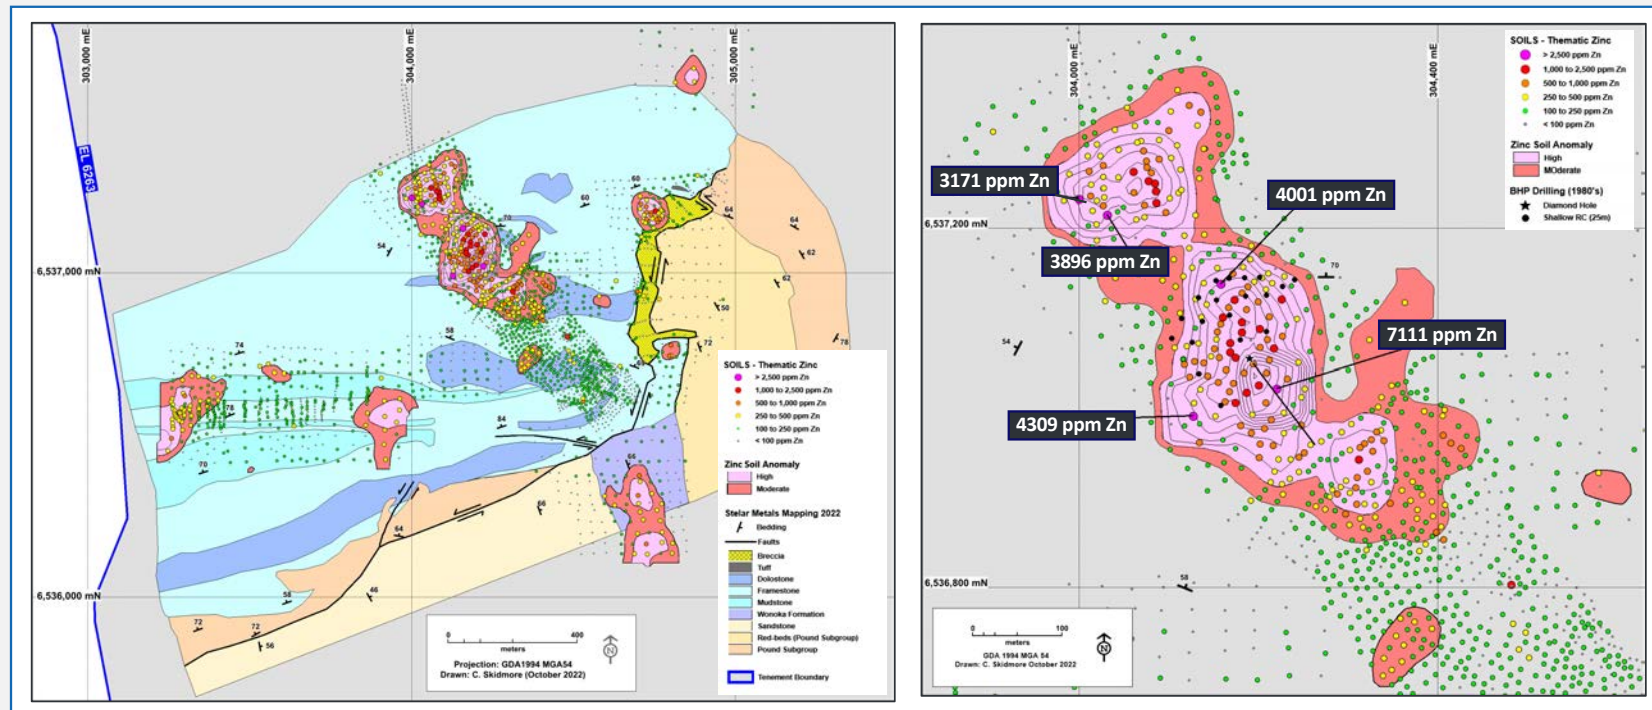 303,000 mE
304,000 mE
305,000 mE
EL 6263
6,537,000 mN
6,536,000 mN
60
60
64
64
70
54
62
62
50
58
72
78
74
78
84
70
66
66
64
46
58
72
72
56
SOILS - Thematic Zinc
> 2,500 ppm Zn
1,000 to 2,500 ppm Zn
500 to 1,000 ppm Zn
250 to 500 ppm Zn
100 to 250 ppm Zn
< 100 ppm Zn
Zinc Soil Anomaly
High
Moderate
Stelar Metals Mapping 2022
Bedding
Faults
Breccia
Tuff
Dolostone
Framestone
Mudstone
Wonoka Formation
Sandstone
Red-beds (Pound Subgroup)
Pound Subgroup
Tenement Boundary
0 400
meters
N
Projection: GDA1994 MGA54
Drawn: C. Skidmore (October 2022)
304,000 mE
304,400 mE
6,537,200 mN
6,536,800 mN
3171 ppm Zn
4001 ppm Zn
3896 ppm Zn
7111 ppm Zn
4309 ppm Zn
70
54
58
SOILS - Thematic Zinc
> 2,500 ppm Zn
1,000 to 2,500 ppm Zn
500 to 1,000 ppm Zn
250 to 500 ppm Zn
100 to 250 ppm Zn
< 100 ppm Zn
Zinc Soil Anomaly
High
MOderate
BHP Drilling (1980's)
Diamond Hole
Shallow RC (25m)
0 100
meters
N
GDA 1994 MGA 54
Drawn: C. Skidmore October 2022